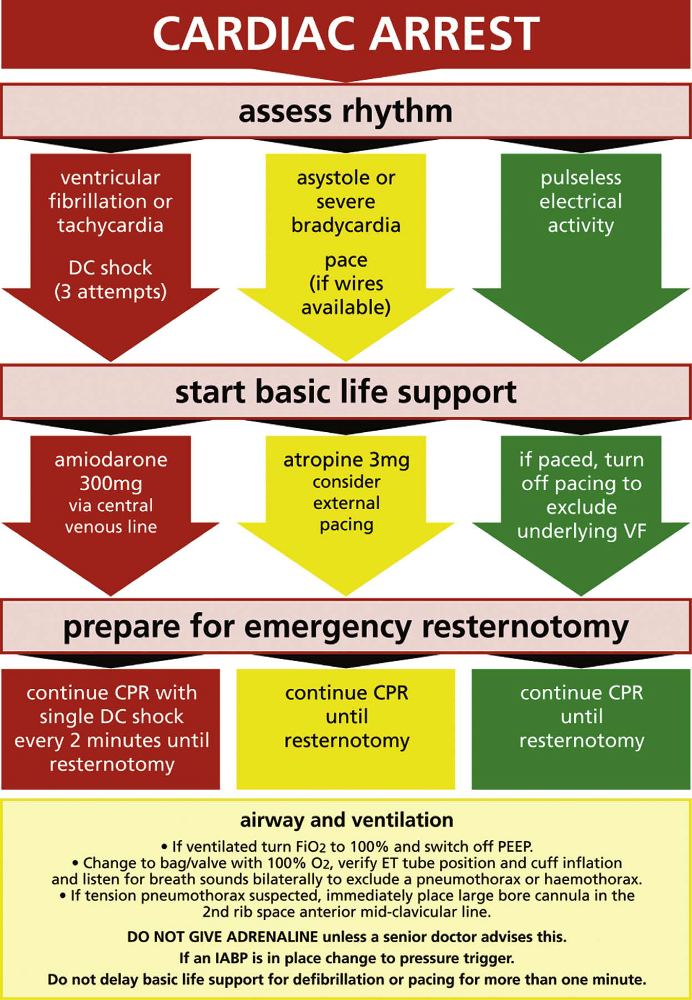 CARDIAC ARREST
assess rhythm
ventricular
fibrillation or
tachycardia
DC shock
(3 attempts)
asystole or
severe
bradycardia
pace
(if wires
available)
pulseless
electrical
activity
start basic life support
amiodarone
300mg
via central
venous line
atropine 3mg
consider
external
pacing
if paced, turn
off pacing to
exclude
underlying VF
prepare for emergency resternotomy
continue CPR with
single DC shock
every 2 minutes until
resternotomy
continue CPR
until
resternotomy
continue CPR
until
resternotomy
airway and ventilation
• If ventilated turn FiO2 to 100% and switch off PEEP.
• Change to bag/valve with 100% O2, verify ET tube position and cuff inflation
and listen for breath sounds bilaterally to exclude a pneumothorax or haemothorax.
• If tension pneumothorax suspected, immediately place large bore cannula in the
2nd rib space anterior mid-clavicular line.
DO NOT GIVE ADRENALINE unless a senior doctor advises this.
If an IABP is in place change to pressure trigger.
Do not delay basic life support for defibrillation or pacing for more than one minute.